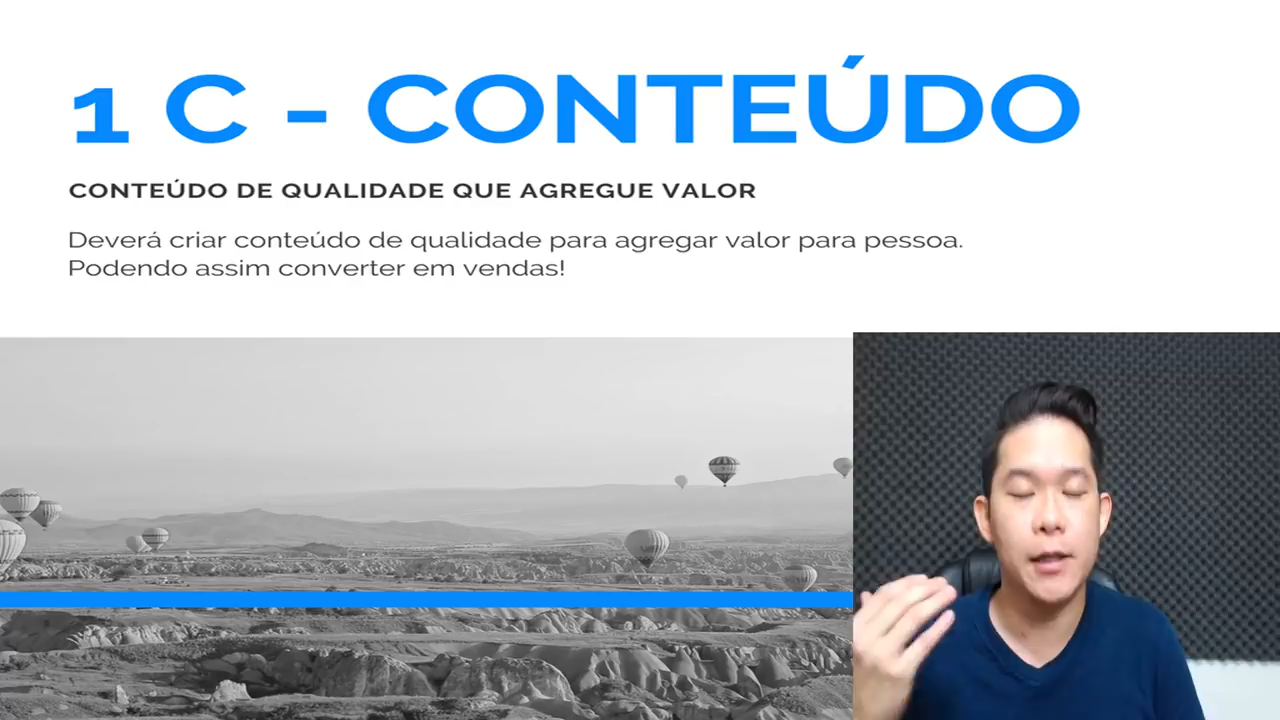 1 C - CONTEÚDO
CONTEÚDO DE QUALIDADE QUE AGREGUE VALOR
Deverá criar conteúdo de qualidade para agregar valor para pessoa.
Podendo assim converter em vendas!